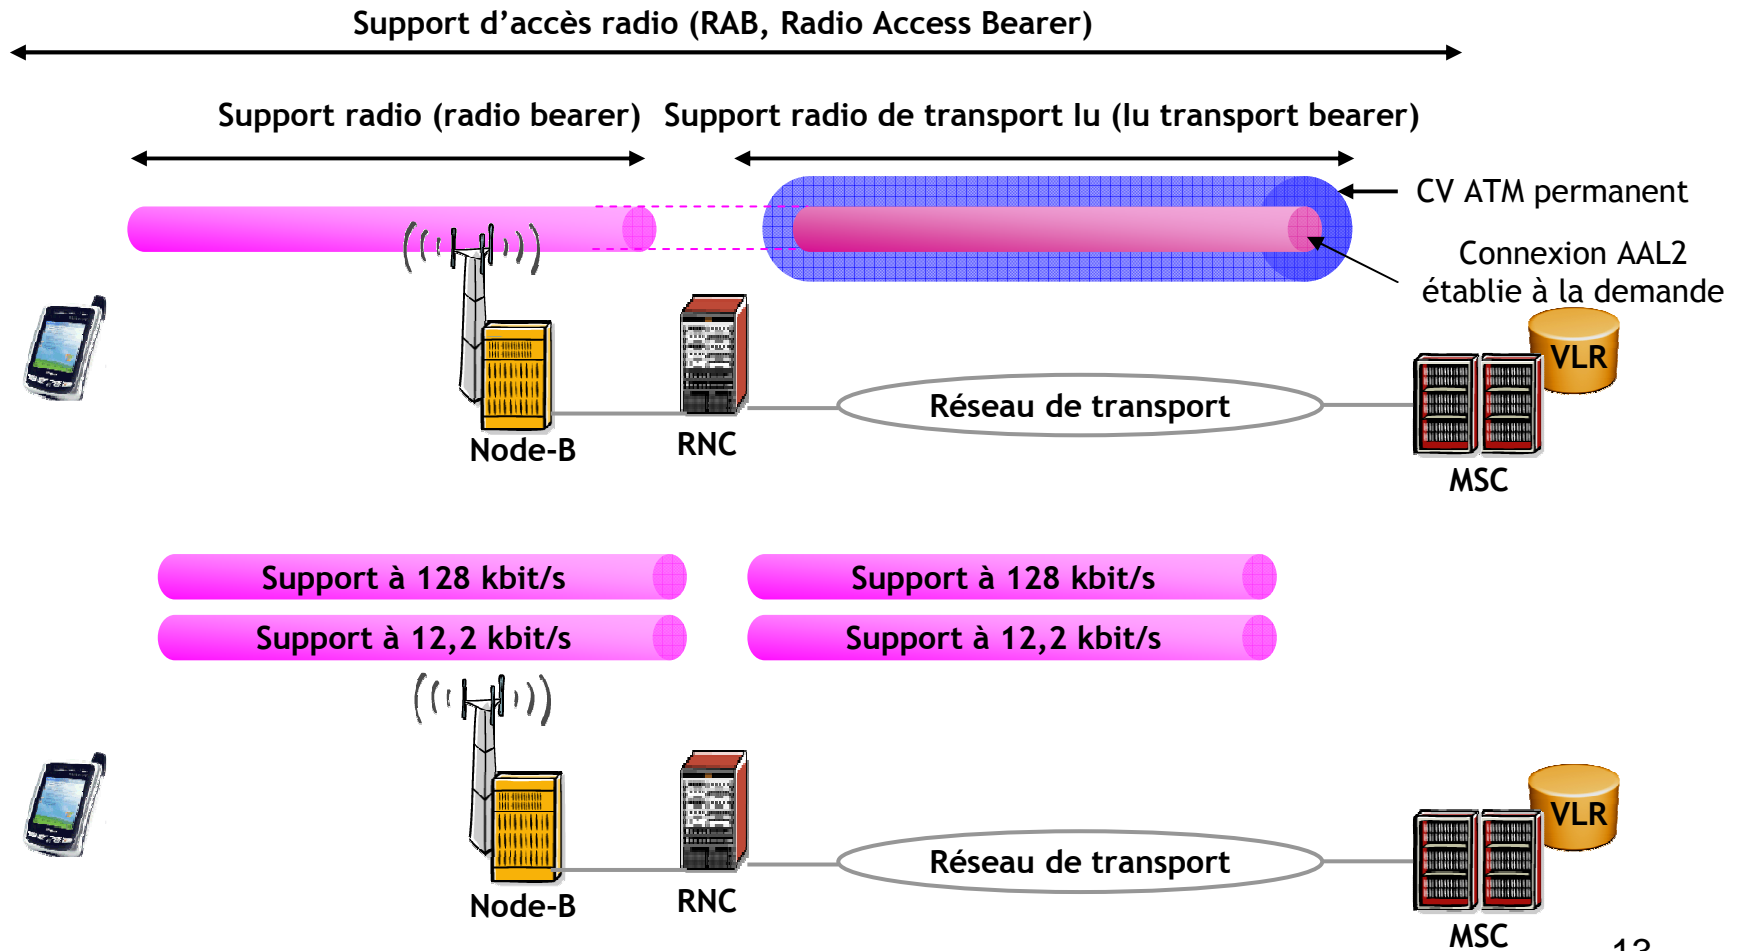 Support d'accès radio (RAB, Radio Access Bearer)
Support radio (radio bearer) Support radio de transport Iu (Iu transport bearer)
CV ATM permanent
Connexion AAL2
établie à la demande
VLR
Réseau de transport
Node-B
RNC
MSC
Support à 128 kbit/s
Support à 128 kbit/s
Support à 12,2 kbit/s
Support à 12,2 kbit/s
VLR
Réseau de transport
Node-B
RNC
MSC